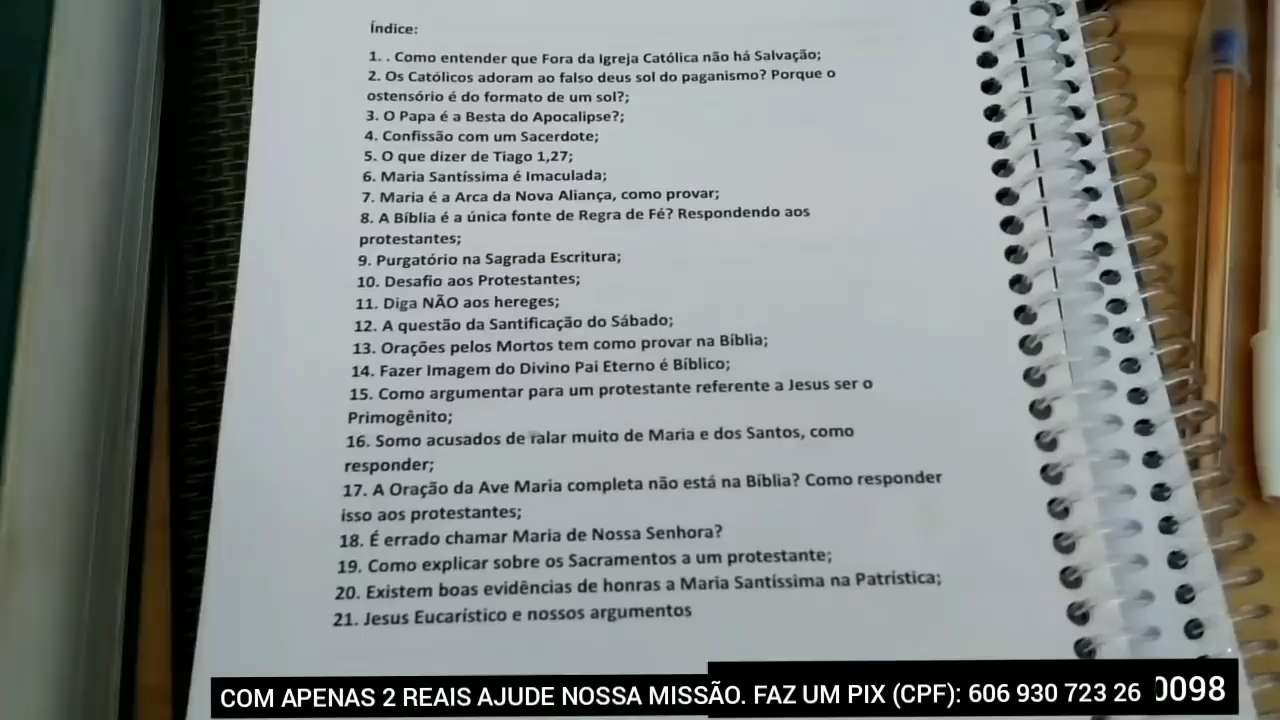 Índice:
1. . Como entender que Fora da Igreja Católica não há Salvação;
2. Os Católicos adoram ao falso deus sol do paganismo? Porque o
ostensório é do formato de um sol?;
3. O Papa é a Besta do Apocalipse?;
4. Confissão com um Sacerdote;
5. O que dizer de Tiago 1,27;
6. Maria Santíssima é Imaculada;
7. Maria é a Arca da Nova Aliança, como provar;
8. A Bíblia é a única fonte de Regra de Fé? Respondendo aos
protestantes;
9. Purgatório na Sagrada Escritura;
10. Desafio aos Protestantes;
11. Diga NÃO aos hereges;
12. A questão da Santificação do Sábado;
13. Orações pelos Mortos tem como provar na Bíblia;
14. Fazer Imagem do Divino Pai Eterno é Bíblico;
15. Como argumentar para um protestante referente a Jesus ser o
Primogênito;
16. Somo acusados de falar muito de Maria e dos Santos, como
responder;
17. A Oração da Ave Maria completa não está na Bíblia? Como responder
isso aos protestantes;
18. É errado chamar Maria de Nossa Senhora?
19. Como explicar sobre os Sacramentos a um protestante;
20. Existem boas evidências de honras a Maria Santíssima na Patrística;
21. Jesus Eucarístico e nossos argumentos
COM APENAS 2 REAIS AJUDE NOSSA MISSÃO. FAZ UM PIX (CPF): 606 930 723 26 0098